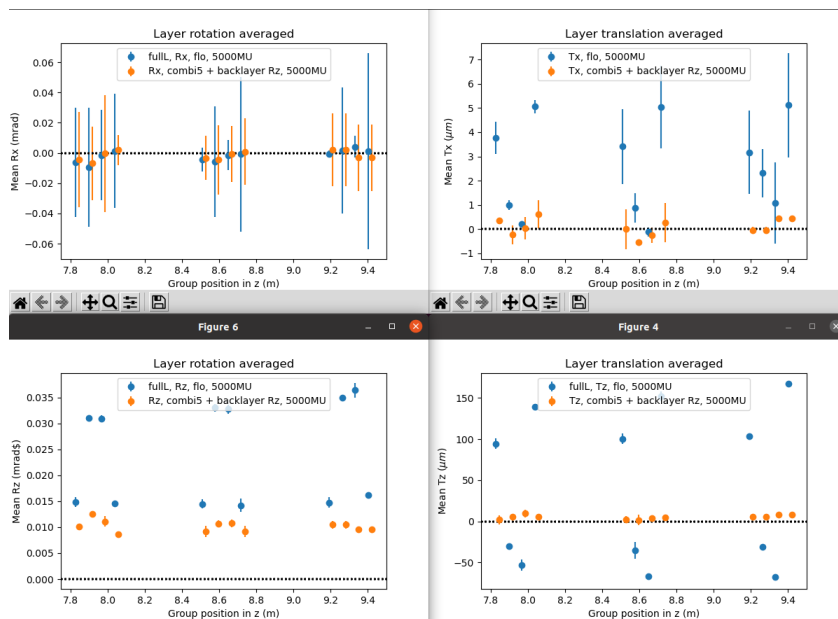 Layer rotation averaged
fullL, Rx, flo, 5000MU
Rx, combi5 + backlayer Rz, 5000MU
Mean Rx (mrad)
0.06
0.04
0.02
0.00
−0.02
−0.04
−0.06
7.8 8.0 8.2 8.4 8.6 8.8 9.0 9.2 9.4
Group position in z (m)
Layer translation averaged
Tx, flo, 5000MU
Tx, combi5 + backlayer Rz, 5000MU
Mean Tx (μm)
7
6
5
4
3
2
1
0
−1
7.8 8.0 8.2 8.4 8.6 8.8 9.0 9.2 9.4
Group position in z (m)
Figure 6
Layer rotation averaged
fullL, Rz, flo, 5000MU
Rz, combi5 + backlayer Rz, 5000MU
Mean Rz (mrad$)
0.035
0.030
0.025
0.020
0.015
0.010
0.005
0.000
7.8 8.0 8.2 8.4 8.6 8.8 9.0 9.2 9.4
Group position in z (m)
Figure 4
Layer translation averaged
fullL, Tz, flo, 5000MU
Tz, combi5 + backlayer Rz, 5000MU
Mean Tz (μm)
150
100
50
0
−50
7.8 8.0 8.2 8.4 8.6 8.8 9.0 9.2 9.4
Group position in z (m)